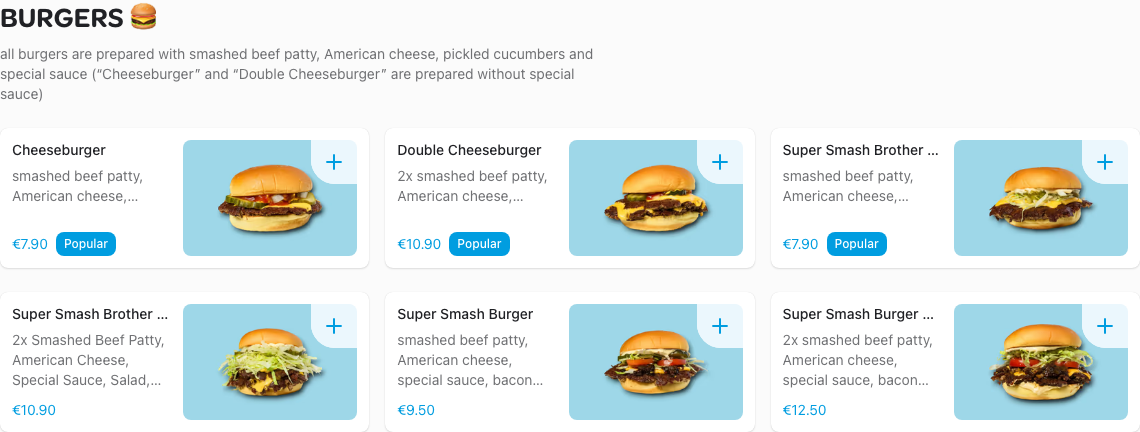 BURGERS 🍔
all burgers are prepared with smashed beef patty, American cheese, pickled cucumbers and
special sauce (“Cheeseburger” and “Double Cheeseburger” are prepared without special
sauce)
Cheeseburger
smashed beef patty,
American cheese,...
€7.90 Popular
Double Cheeseburger
2x smashed beef patty,
American cheese,...
€10.90 Popular
Super Smash Brother ...
smashed beef patty,
American cheese,...
€7.90 Popular
Super Smash Brother ...
2x Smashed Beef Patty,
American Cheese,
Special Sauce, Salad,...
€10.90
Super Smash Burger
smashed beef patty,
American cheese,
special sauce, bacon...
€9.50
Super Smash Burger ...
2x smashed beef patty,
American cheese,
special sauce, bacon...
€12.50